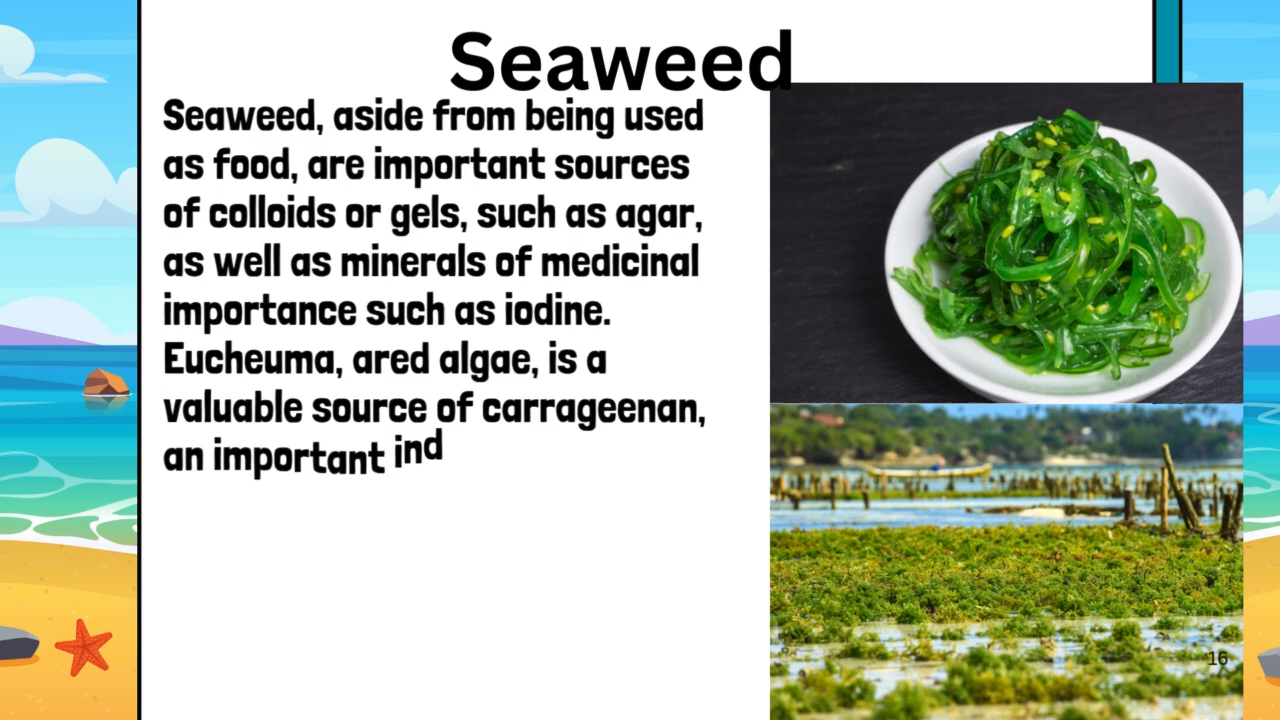 Seaweed
Seaweed, aside from being used
as food, are important sources
of colloids or gels, such as agar,
as well as minerals of medicinal
importance such as iodine.
Eucheuma, ared algae, is a
valuable source of carrageenan,
an important ind
16